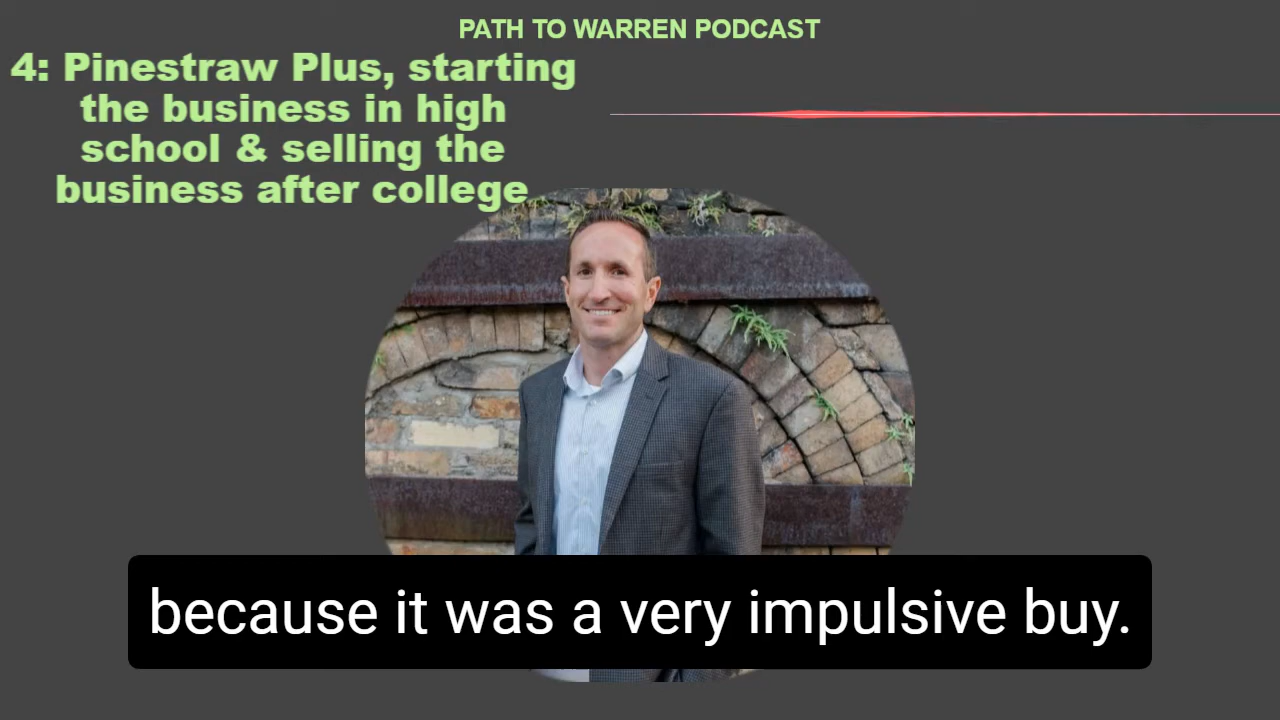 PATH TO WARREN PODCAST
4: Pinestraw Plus, starting
the business in high
school & selling the
business after college
because it was a very impulsive buy.